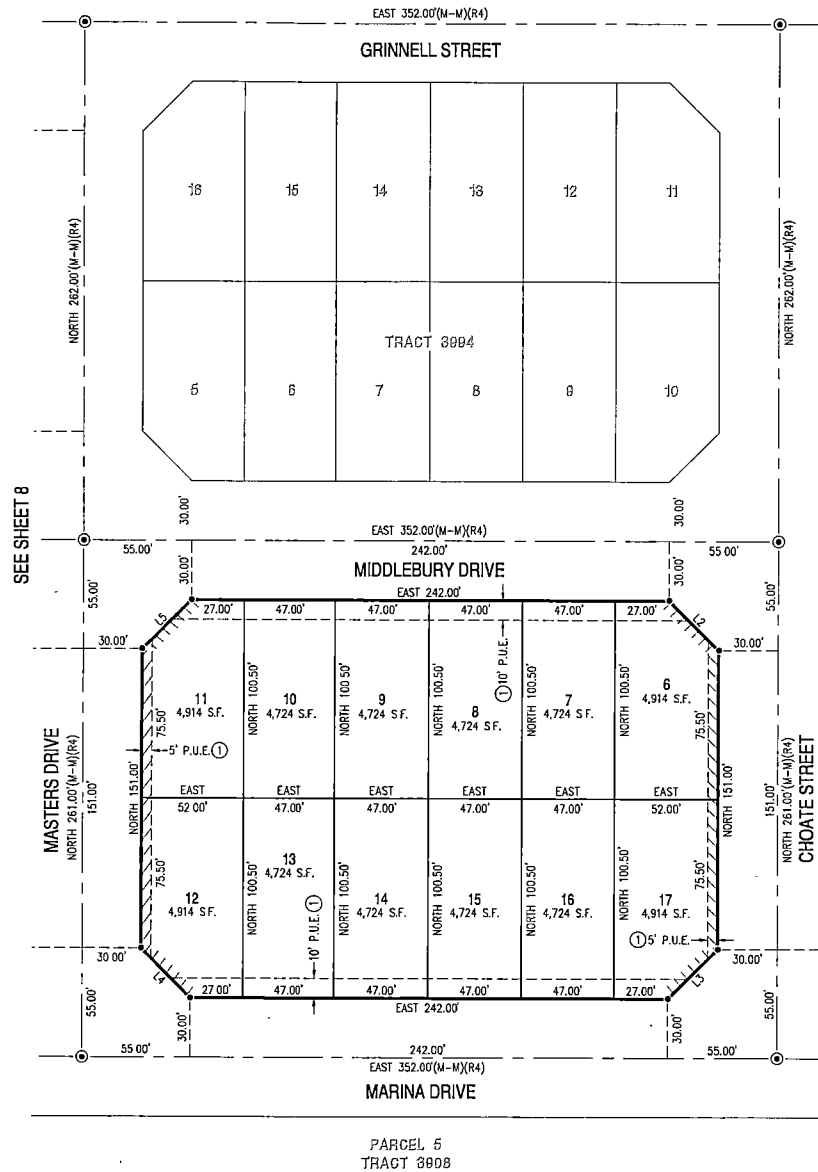 EAST 352.00'(M-M)(R4)
GRINNELL STREET
NORTH 262.00'(M-M)(R4)
NORTH 262.00'(M-M)(R4)
16 15 14 13 12 11
TRACT 3994
5 6 7 8 9 10
SEE SHEET 8
30.00' 30.00'
EAST 352.00'(M-M)(R4)
55.00' 242.00' 55.00'
MIDDLEBURY DRIVE
55.00' 30.00' 30.00' 55.00'
EAST 242.00'
L5 27.00' 47.00' 47.00' 47.00' 47.00' 27.00' L2
30.00' 30.00'
1 10' P.U.E.
11
4,914 S.F.
10
4,724 S.F.
9
4,724 S.F.
8
4,724 S.F.
7
4,724 S.F.
6
4,914 S.F.
75.50' NORTH 100.50' NORTH 100 50' NORTH 100.50' NORTH 100.50' NORTH 100.50' 75.50'
5' P.U.E. 1
MASTERS DRIVE
NORTH 261.00'(M-M)(R4)
151.00'
NORTH 151.00'
EAST EAST EAST EAST EAST EAST
52 00' 47.00' 47.00' 47.00' 47.00' 52.00'
NORTH 151.00'
151.00'
NORTH 261.00'(M-M)(R4)
CHOATE STREET
12
4,914 S.F.
13
4,724 S.F.
14
4,724 S.F.
15
4,724 S.F.
16
4,724 S.F.
17
4,914 S.F.
75.50' NORTH 100.50' NORTH 100.50' NORTH 100.50' NORTH 100.50' NORTH 100.50' 75.50'
10' P.U.E. 1
1 5' P.U.E.
30 00' 30.00'
L4 27 00' 47.00' 47.00' 47.00' 47.00' 27.00' L3
EAST 242.00'
55.00' 30.00' 30.00' 55.00'
55 00' 242.00' 55.00'
EAST 352.00'(M-M)(R4)
MARINA DRIVE
PARCEL 5
TRACT 3908